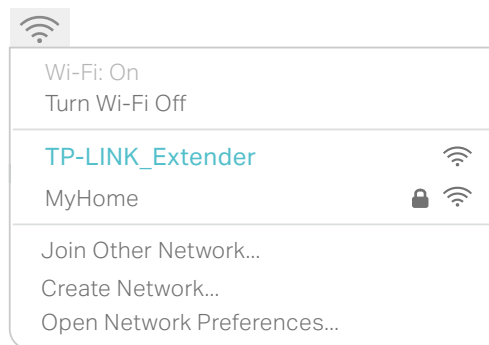 Wi-Fi: On
Turn Wi-Fi Off
TP-LINK_Extender
MyHome
Join Other Network...
Create Network...
Open Network Preferences...